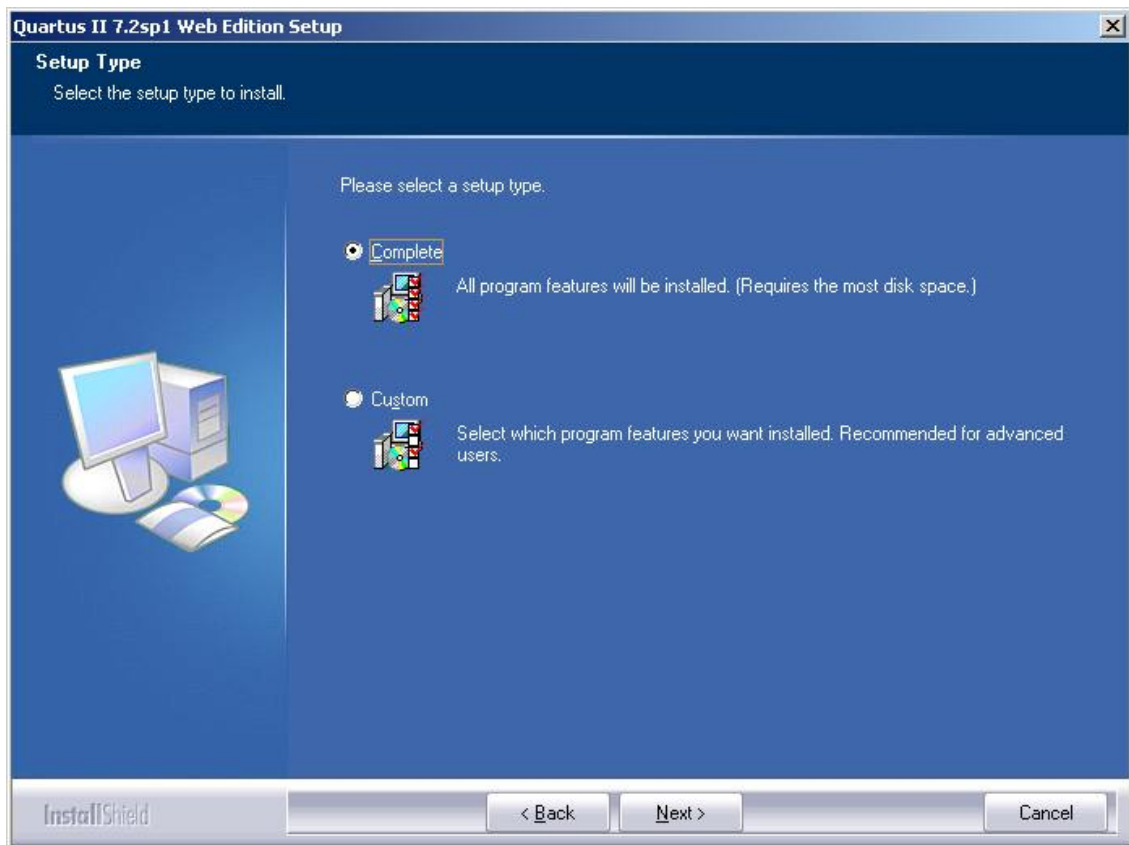 Quartus II 7.2sp1 Web Edition Setup
Setup Type
Select the setup type to install.
Please select a setup type.
Complete
All program features will be installed. (Requires the most disk space.)
Custom
Select which program features you want installed. Recommended for advanced
users.
InstallShield
< Back
Next >
Cancel